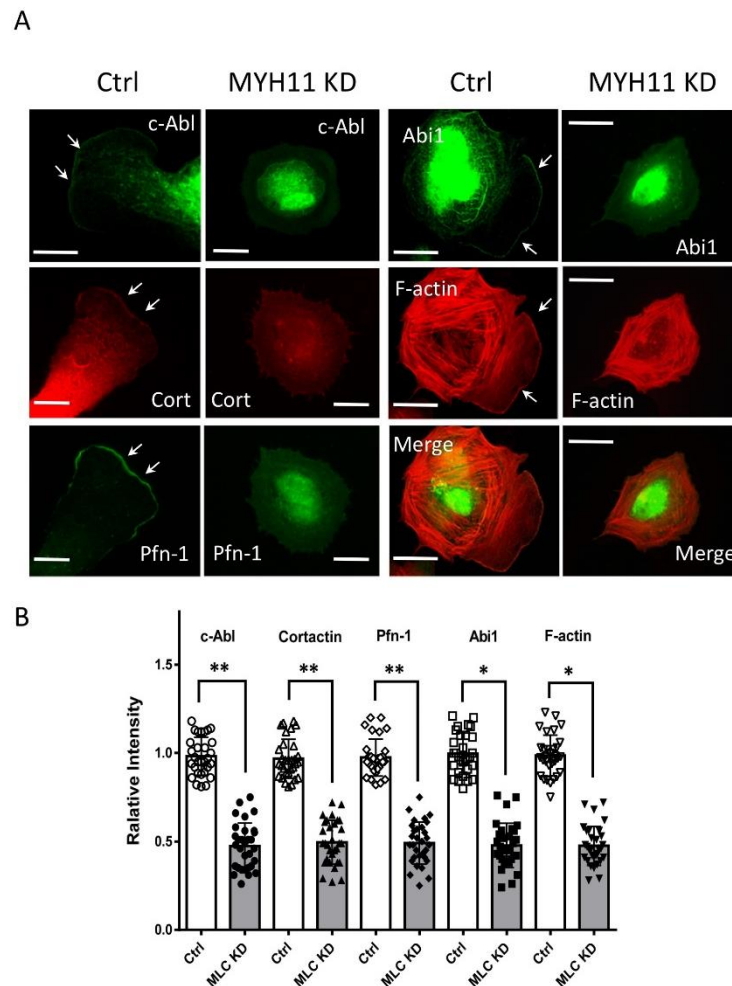 A
Ctrl MYH11 KD Ctrl MYH11 KD
c-Abl c-Abl Abi1 Abi1
Cort Cort F-actin F-actin
Pfn-1 Pfn-1 Merge Merge
B
c-Abl Cortactin Pfn-1 Abi1 F-actin
** ** ** * *
Ralative Intensity
1.5
1.0
0.5
0.0
Ctrl MLC KD Ctrl MLC KD Ctrl MLC KD Ctrl MLC KD Ctrl MLC KD